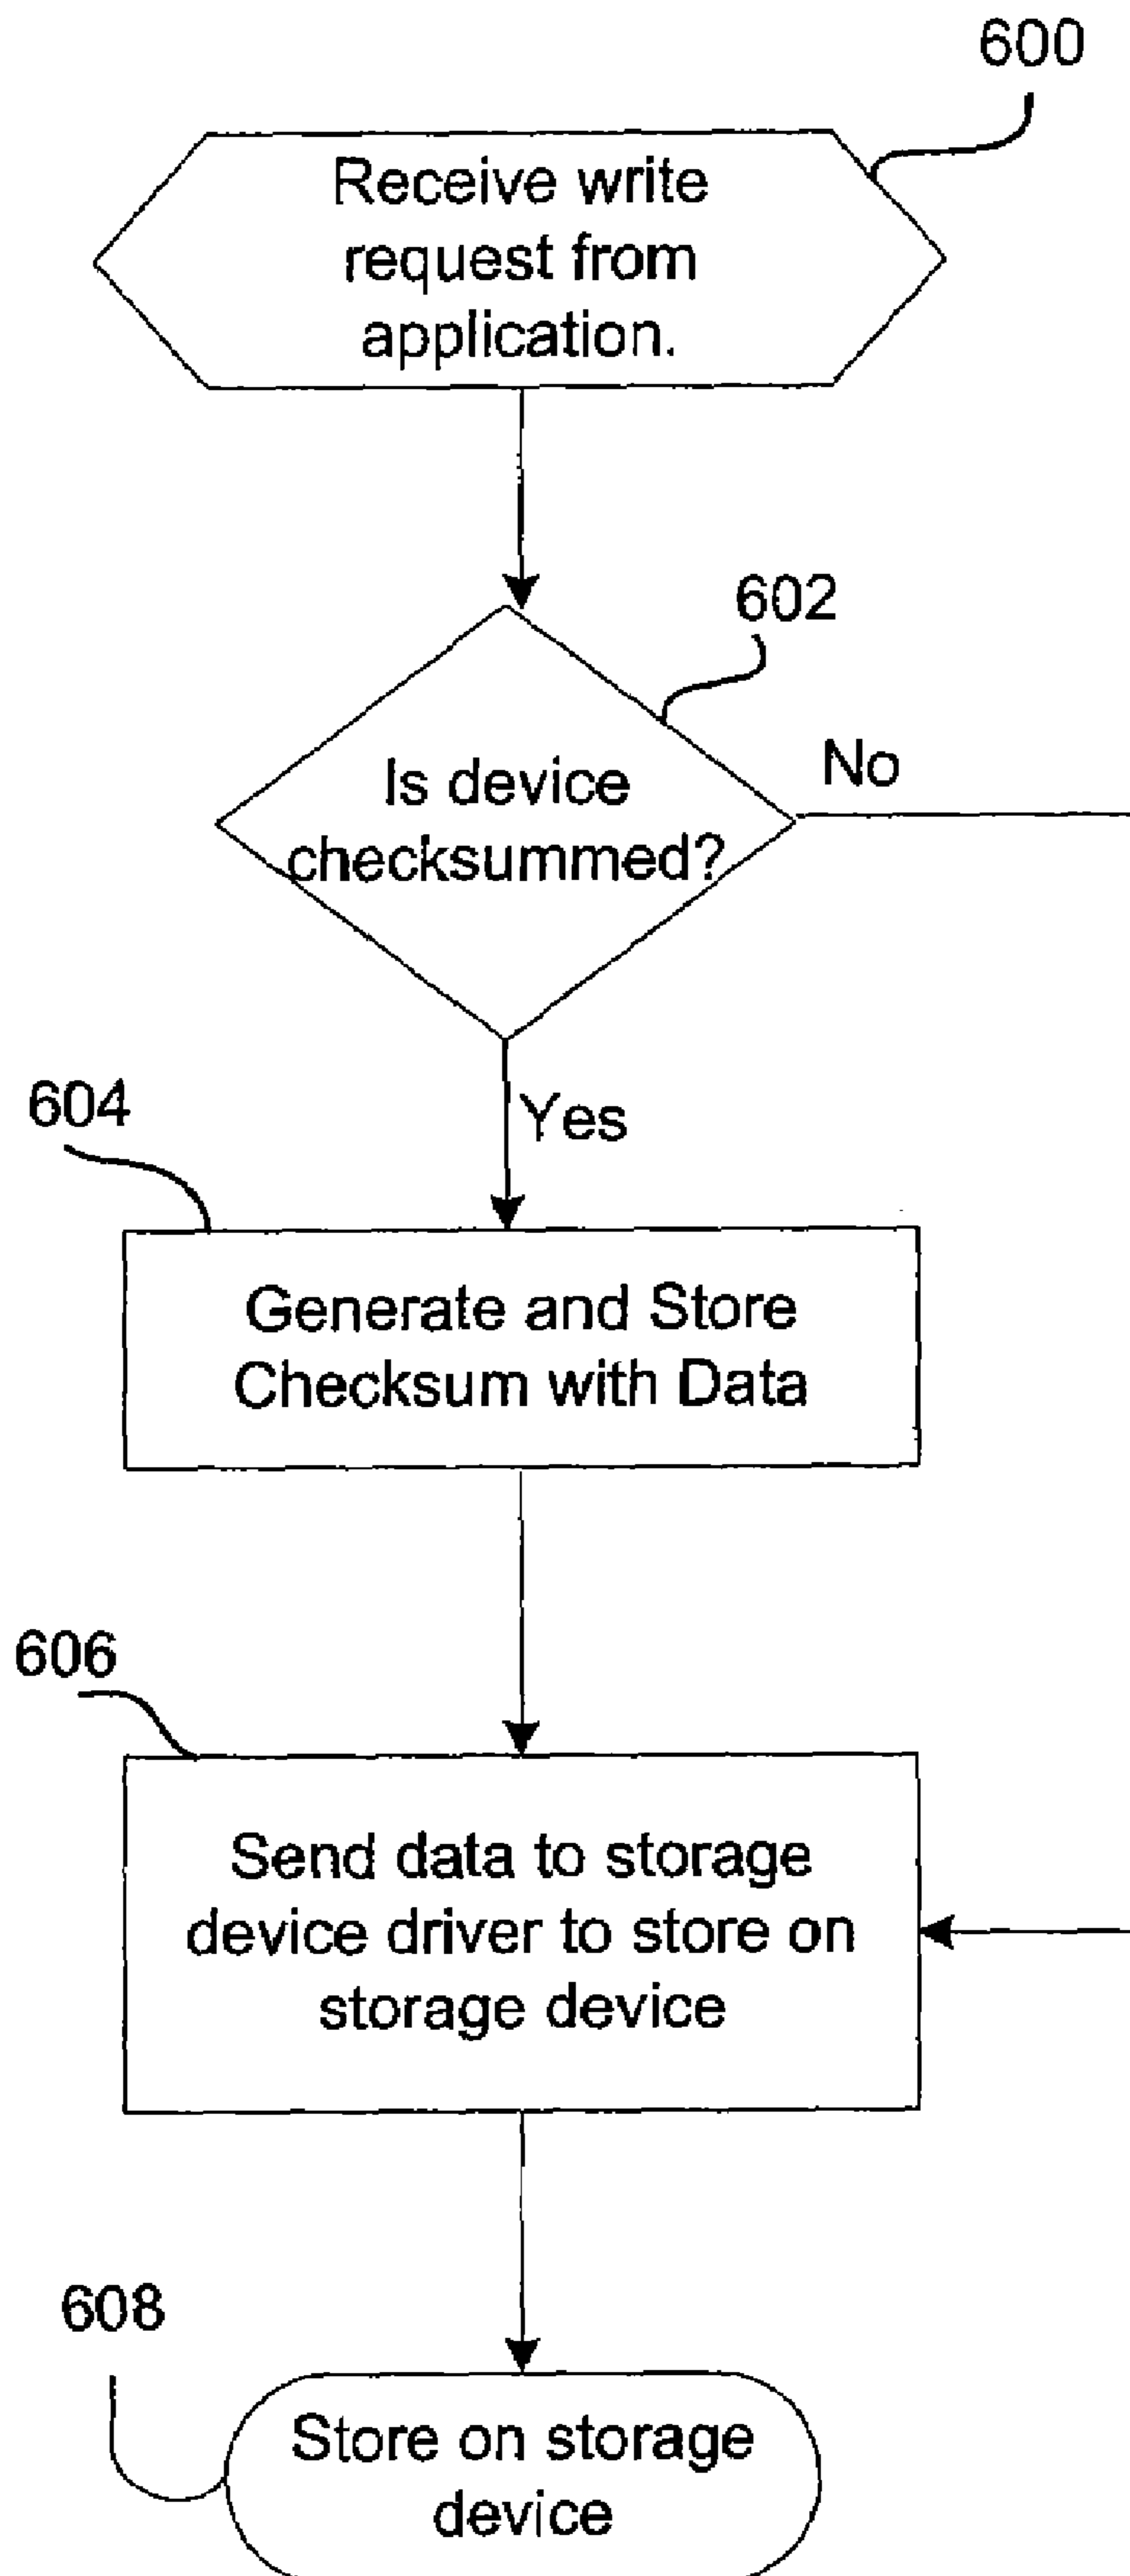 600
Receive write
request from
application.
602
Is device
checksummed?
No
Yes
604
Generate and Store
Checksum with Data
606
Send data to storage
device driver to store on
storage device
608
Store on storage
device